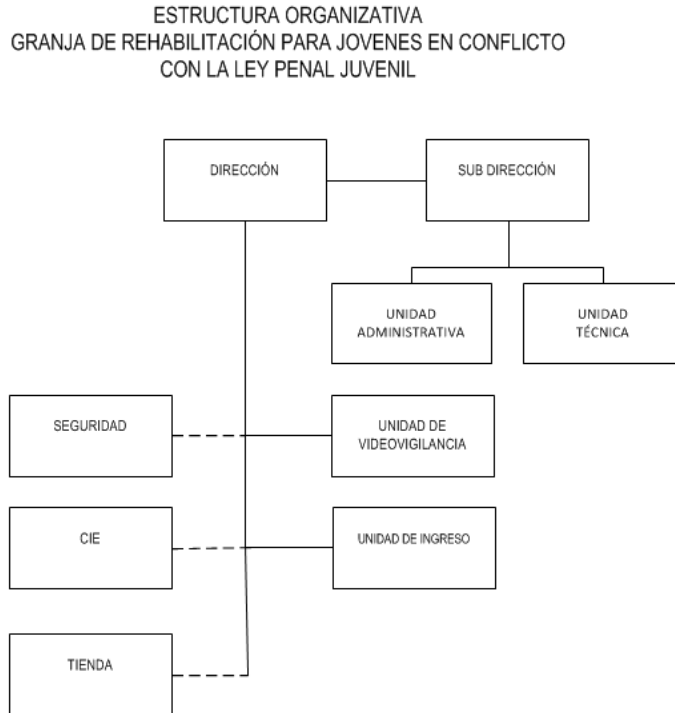 ESTRUCTURA ORGANIZATIVA
GRANJA DE REHABILITACIÓN PARA JOVENES EN CONFLICTO
CON LA LEY PENAL JUVENIL
DIRECCIÓN
SUB DIRECCIÓN
UNIDAD
ADMINISTRATIVA
UNIDAD
TÉCNICA
SEGURIDAD
UNIDAD DE
VIDEOVIGILANCIA
CIE
UNIDAD DE INGRESO
TIENDA